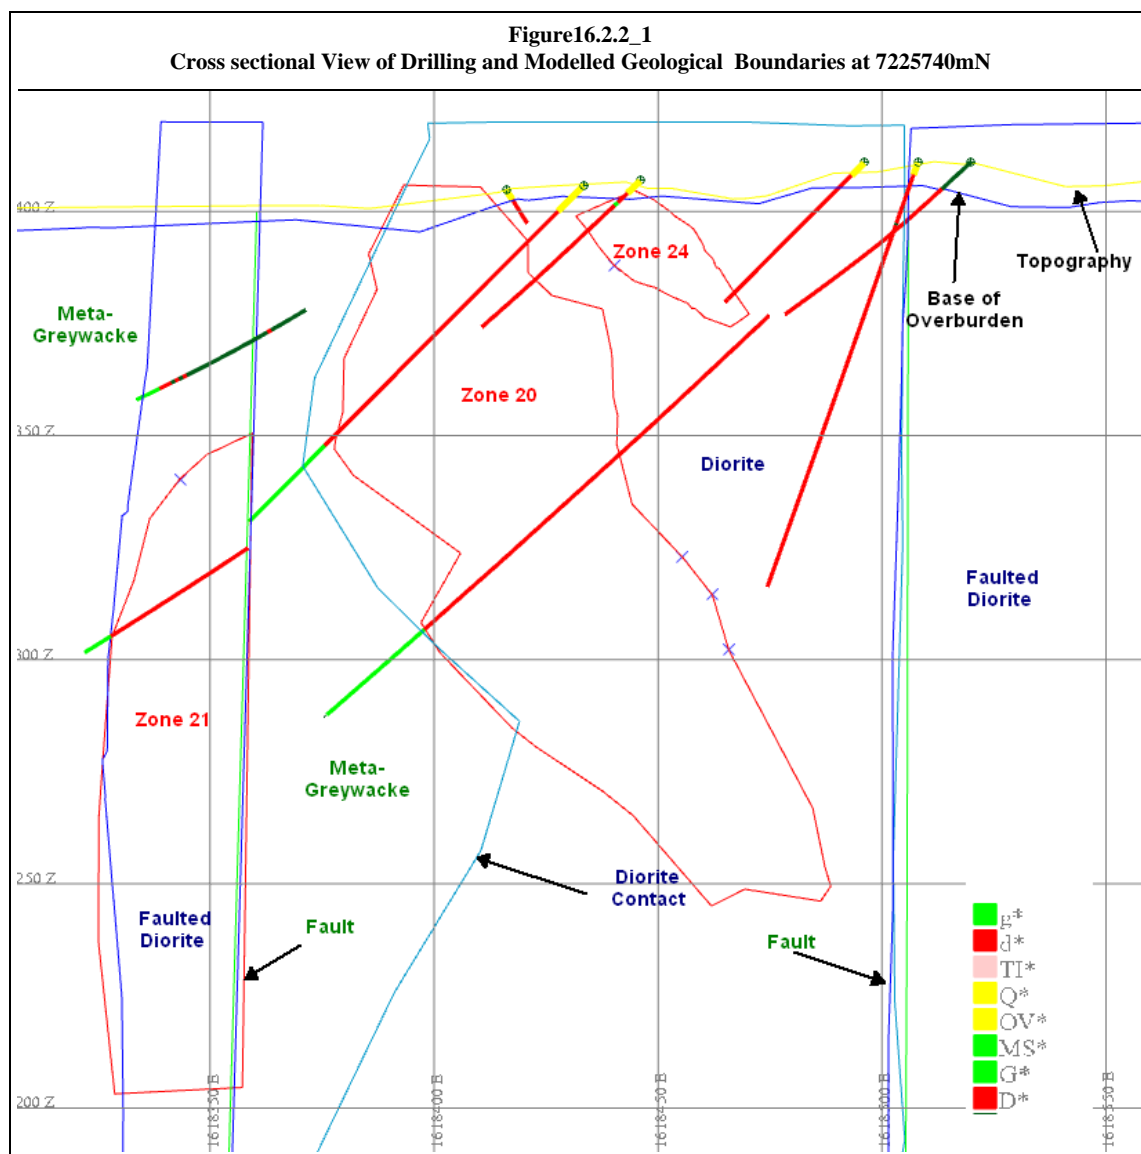 Figure16.2.2_1
Cross sectional View of Drilling and Modelled Geological Boundaries at 7225740mN
400 Z
Zone 24
Topography
Base of
Overburden
Meta-
Greywacke
Zone 20
350 Z
Diorite
Faulted
Diorite
300 Z
Zone 21
Meta-
Greywacke
250 Z
Diorite
Contact
Faulted
Diorite
Fault
Fault
g*
d*
TI*
Q*
OV*
MS*
G*
D*
200 Z
1618350 E
1618400 E
1618450 E
1618500 E
1618550 E